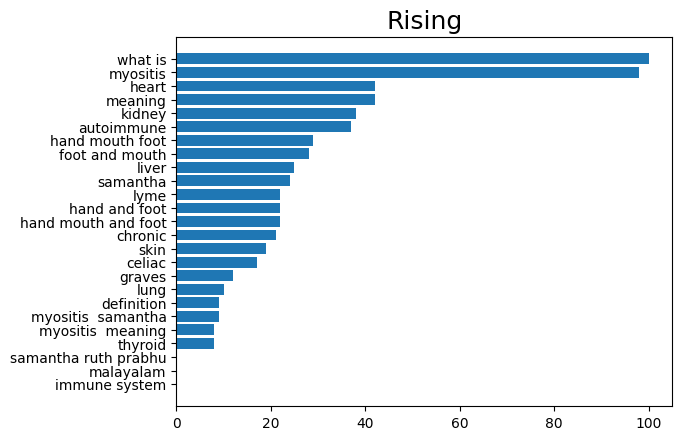 Rising
what is
myositis
heart
meaning
kidney
autoimmune
hand mouth foot
foot and mouth
liver
samantha
lyme
hand and foot
hand mouth and foot
chronic
skin
celiac
graves
lung
definition
myositis  samantha
myositis  meaning
thyroid
samantha ruth prabhu
malayalam
immune system
0 20 40 60 80 100